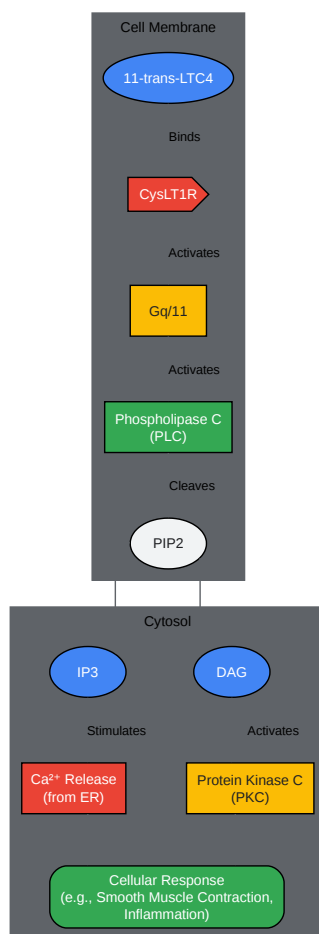 Cell Membrane
11-trans-LTC4
Binds
CysLT1R
Activates
Gq/11
Activates
Phospholipase C
(PLC)
Cleaves
PIP2
Cytosol
IP3
DAG
Stimulates
Activates
Ca²⁺ Release
(from ER)
Protein Kinase C
(PKC)
Cellular Response
(e.g., Smooth Muscle Contraction,
Inflammation)